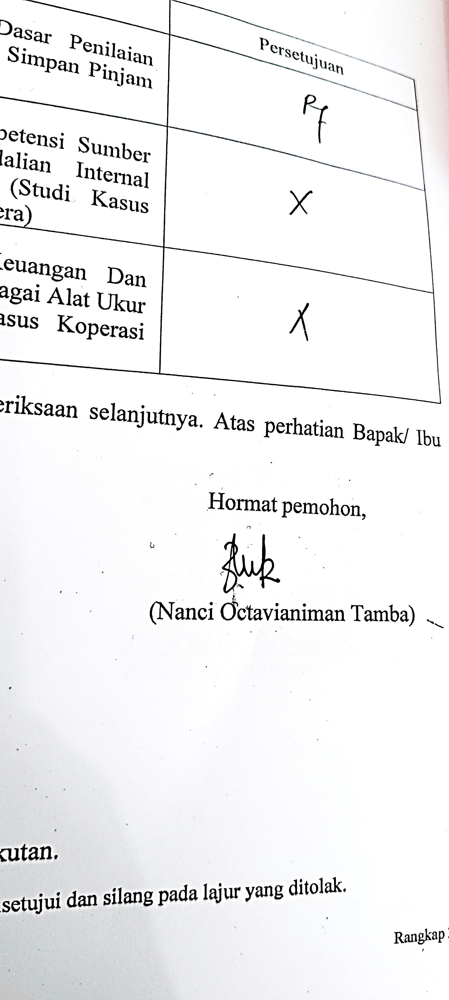 Persetujuan
Dasar Penilaian
Simpan Pinjam
petensi Sumber
dalian Internal
(Studi Kasus
era)
X
Keuangan Dan
agai Alat Ukur
asus Koperasi
X
eriksaan selanjutnya. Atas perhatian Bapak/ Ibu
Hormat pemohon,
(Nanci Octavianiman Tamba)
kutan.
setujui dan silang pada lajur yang ditolak.
Rangkap